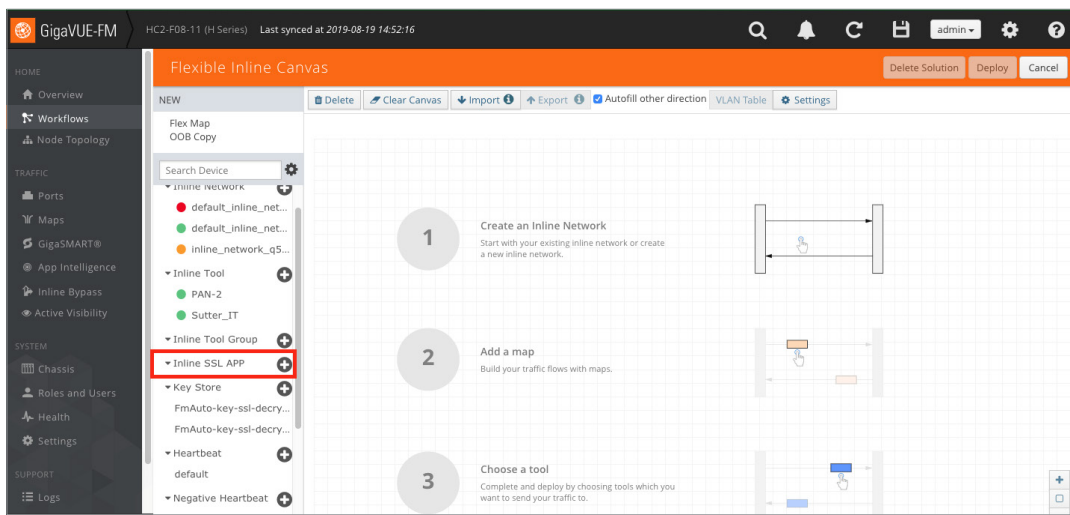 GigaVUE-FM
HC2-F08-11 (H Series) Last synced at 2019-08-19 14:52:16
admin
HOME
Overview
Workflows
Node Topology
TRAFFIC
Ports
Maps
GigaSMART®
App Intelligence
Inline Bypass
Active Visibility
SYSTEM
Chassis
Roles and Users
Health
Settings
SUPPORT
Logs
Flexible Inline Canvas
Delete Solution Deploy Cancel
NEW
Flex Map
OOB Copy
Search Device
Inline Network
default_inline_net...
default_inline_net...
inline_network_q5...
Inline Tool
PAN-2
Sutter_IT
Inline Tool Group
Inline SSL APP
Key Store
FmAuto-key-ssl-decry...
FmAuto-key-ssl-decry...
Heartbeat
default
Negative Heartbeat
Delete Clear Canvas Import Export Autofill other direction VLAN Table Settings
1
Create an Inline Network
Start with your existing inline network or create
a new inline network.
2
Add a map
Build your traffic flows with maps.
3
Choose a tool
Complete and deploy by choosing tools which you
want to send your traffic to.